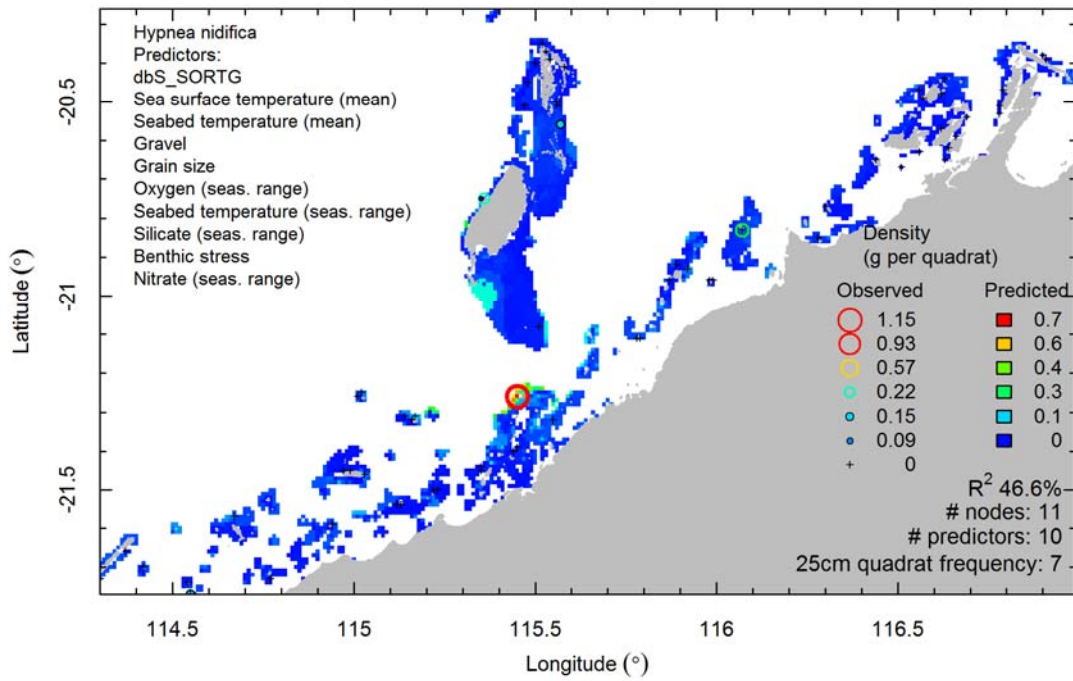 Hypnea nidifica
Predictors:
dbS_SORTG
Sea surface temperature (mean)
Seabed temperature (mean)
Gravel
Grain size
Oxygen (seas. range)
Seabed temperature (seas. range)
Silicate (seas. range)
Benthic stress
Nitrate (seas. range)
-20.5
-21
-21.5
Latitude (°)
Density
(g per quadrat)
Observed Predicted
1.15 0.7
0.93 0.6
0.57 0.4
0.22 0.3
0.15 0.1
0.09 0
0
R² 46.6%
# nodes: 11
# predictors: 10
25cm quadrat frequency: 7
114.5 115 115.5 116 116.5
Longitude (°)